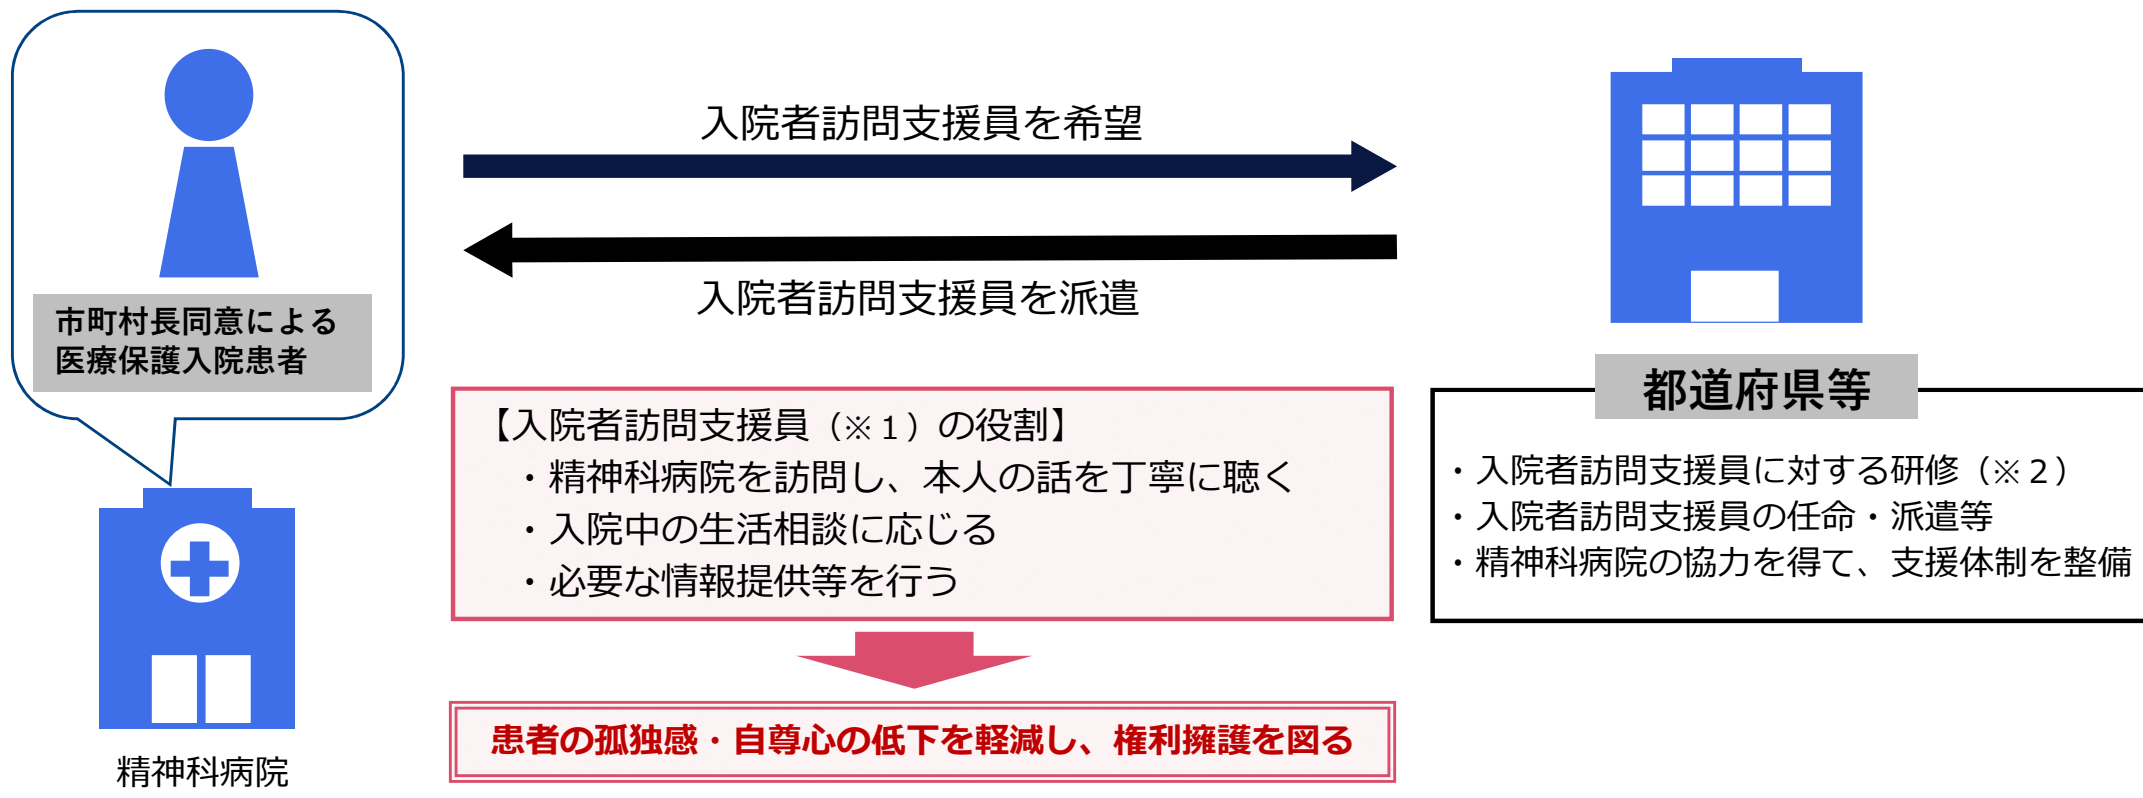 入院者訪問支援員を希望
入院者訪問支援員を派遣
市町村長同意による
医療保護入院患者
精神科病院
【入院者訪問支援員（※１）の役割】
・精神科病院を訪問し、本人の話を丁寧に聴く
・入院中の生活相談に応じる
・必要な情報提供等を行う
患者の孤独感・自尊心の低下を軽減し、権利擁護を図る
都道府県等
・入院者訪問支援員に対する研修（※２）
・入院者訪問支援員の任命・派遣等
・精神科病院の協力を得て、支援体制を整備